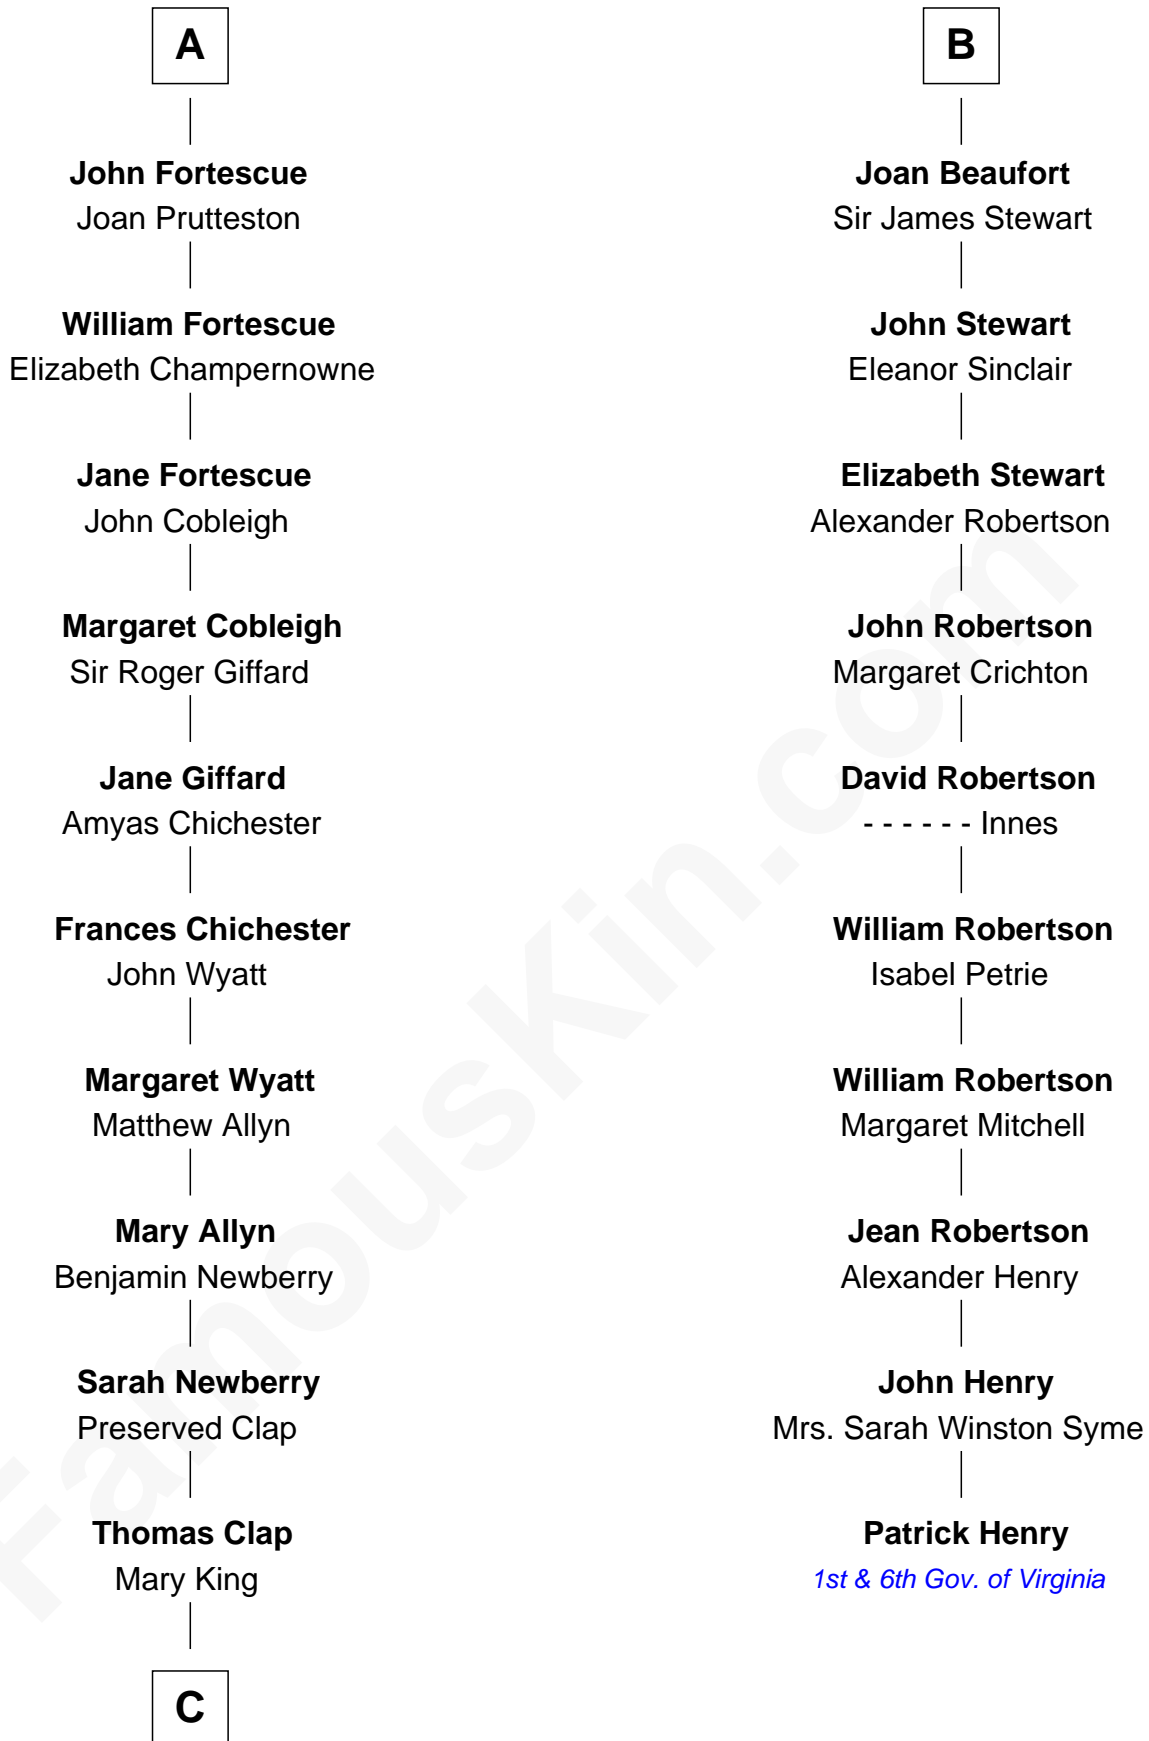 A
John Fortescue
Joan Prutteston
William Fortescue
Elizabeth Champernowne
Jane Fortescue
John Cobleigh
Margaret Cobleigh
Sir Roger Giffard
Jane Giffard
Amyas Chichester
Frances Chichester
John Wyatt
Margaret Wyatt
Matthew Allyn
Mary Allyn
Benjamin Newberry
Sarah Newberry
Preserved Clap
Thomas Clap
Mary King
C
B
Joan Beaufort
Sir James Stewart
John Stewart
Eleanor Sinclair
Elizabeth Stewart
Alexander Robertson
John Robertson
Margaret Crichton
David Robertson
- - - - - - Innes
William Robertson
Isabel Petrie
William Robertson
Margaret Mitchell
Jean Robertson
Alexander Henry
John Henry
Mrs. Sarah Winston Syme
Patrick Henry
1st & 6th Gov. of Virginia
FamousKin.com